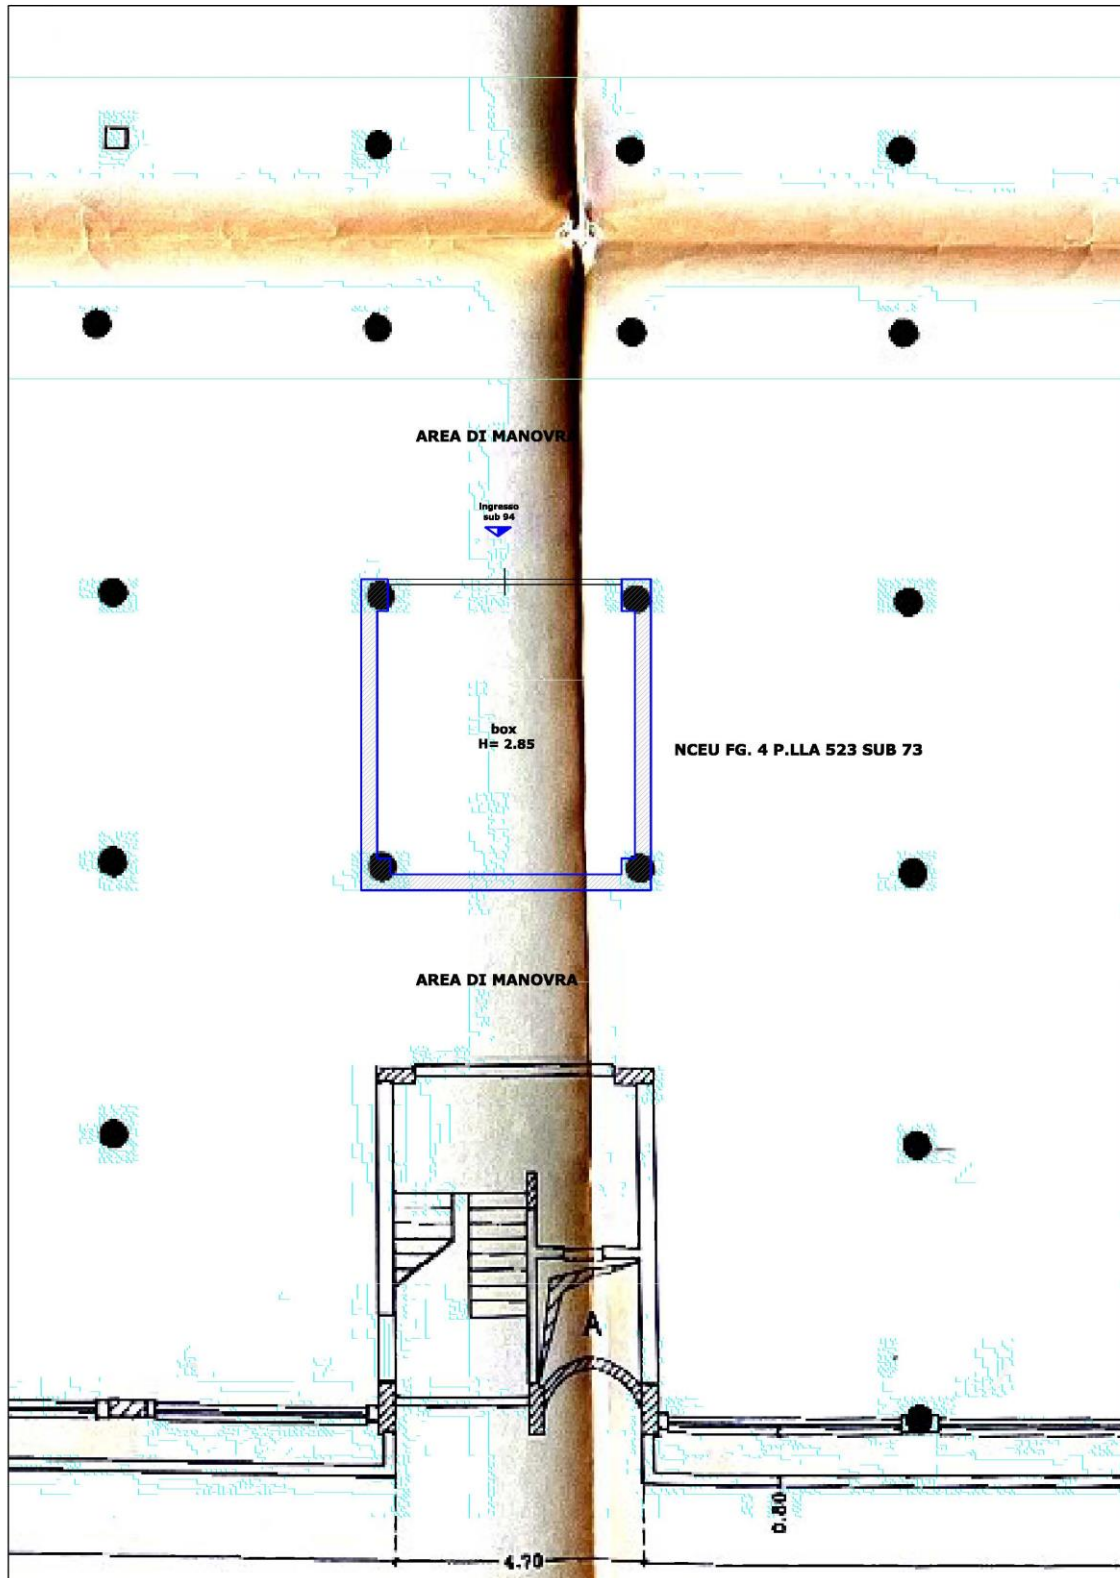 AREA DI MANOVRA
Ingresso
sub 94
box
H= 2.85
NCEU FG. 4 P.LLA 523 SUB 73
AREA DI MANOVRA
A
0.80
4.70